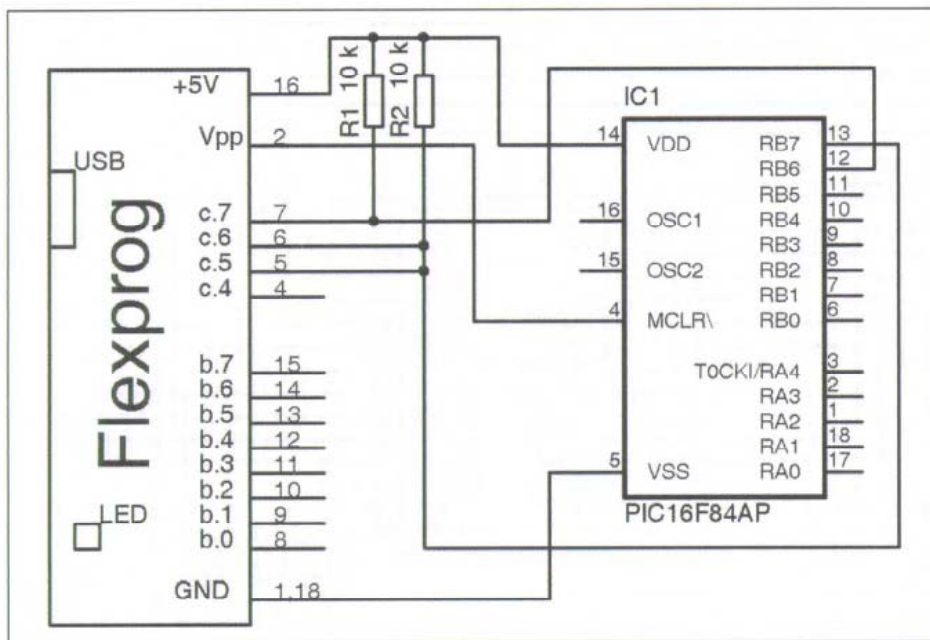 Flexprog
USB
LED
+5V 16
Vpp 2
c.7 7
c.6 6
c.5 5
c.4 4
b.7 15
b.6 14
b.5 13
b.4 12
b.3 11
b.2 10
b.1 9
b.0 8
GND 1,18
R1 10 k
R2 10 k
IC1
14 VDD
16 OSC1
15 OSC2
4 MCLR\
5 VSS
RB7 13
RB6 12
RB5 11
RB4 10
RB3 9
RB2 8
RB1 7
RB0 6
T0CKI/RA4 3
RA3 2
RA2 1
RA1 18
RA0 17
PIC16F84AP